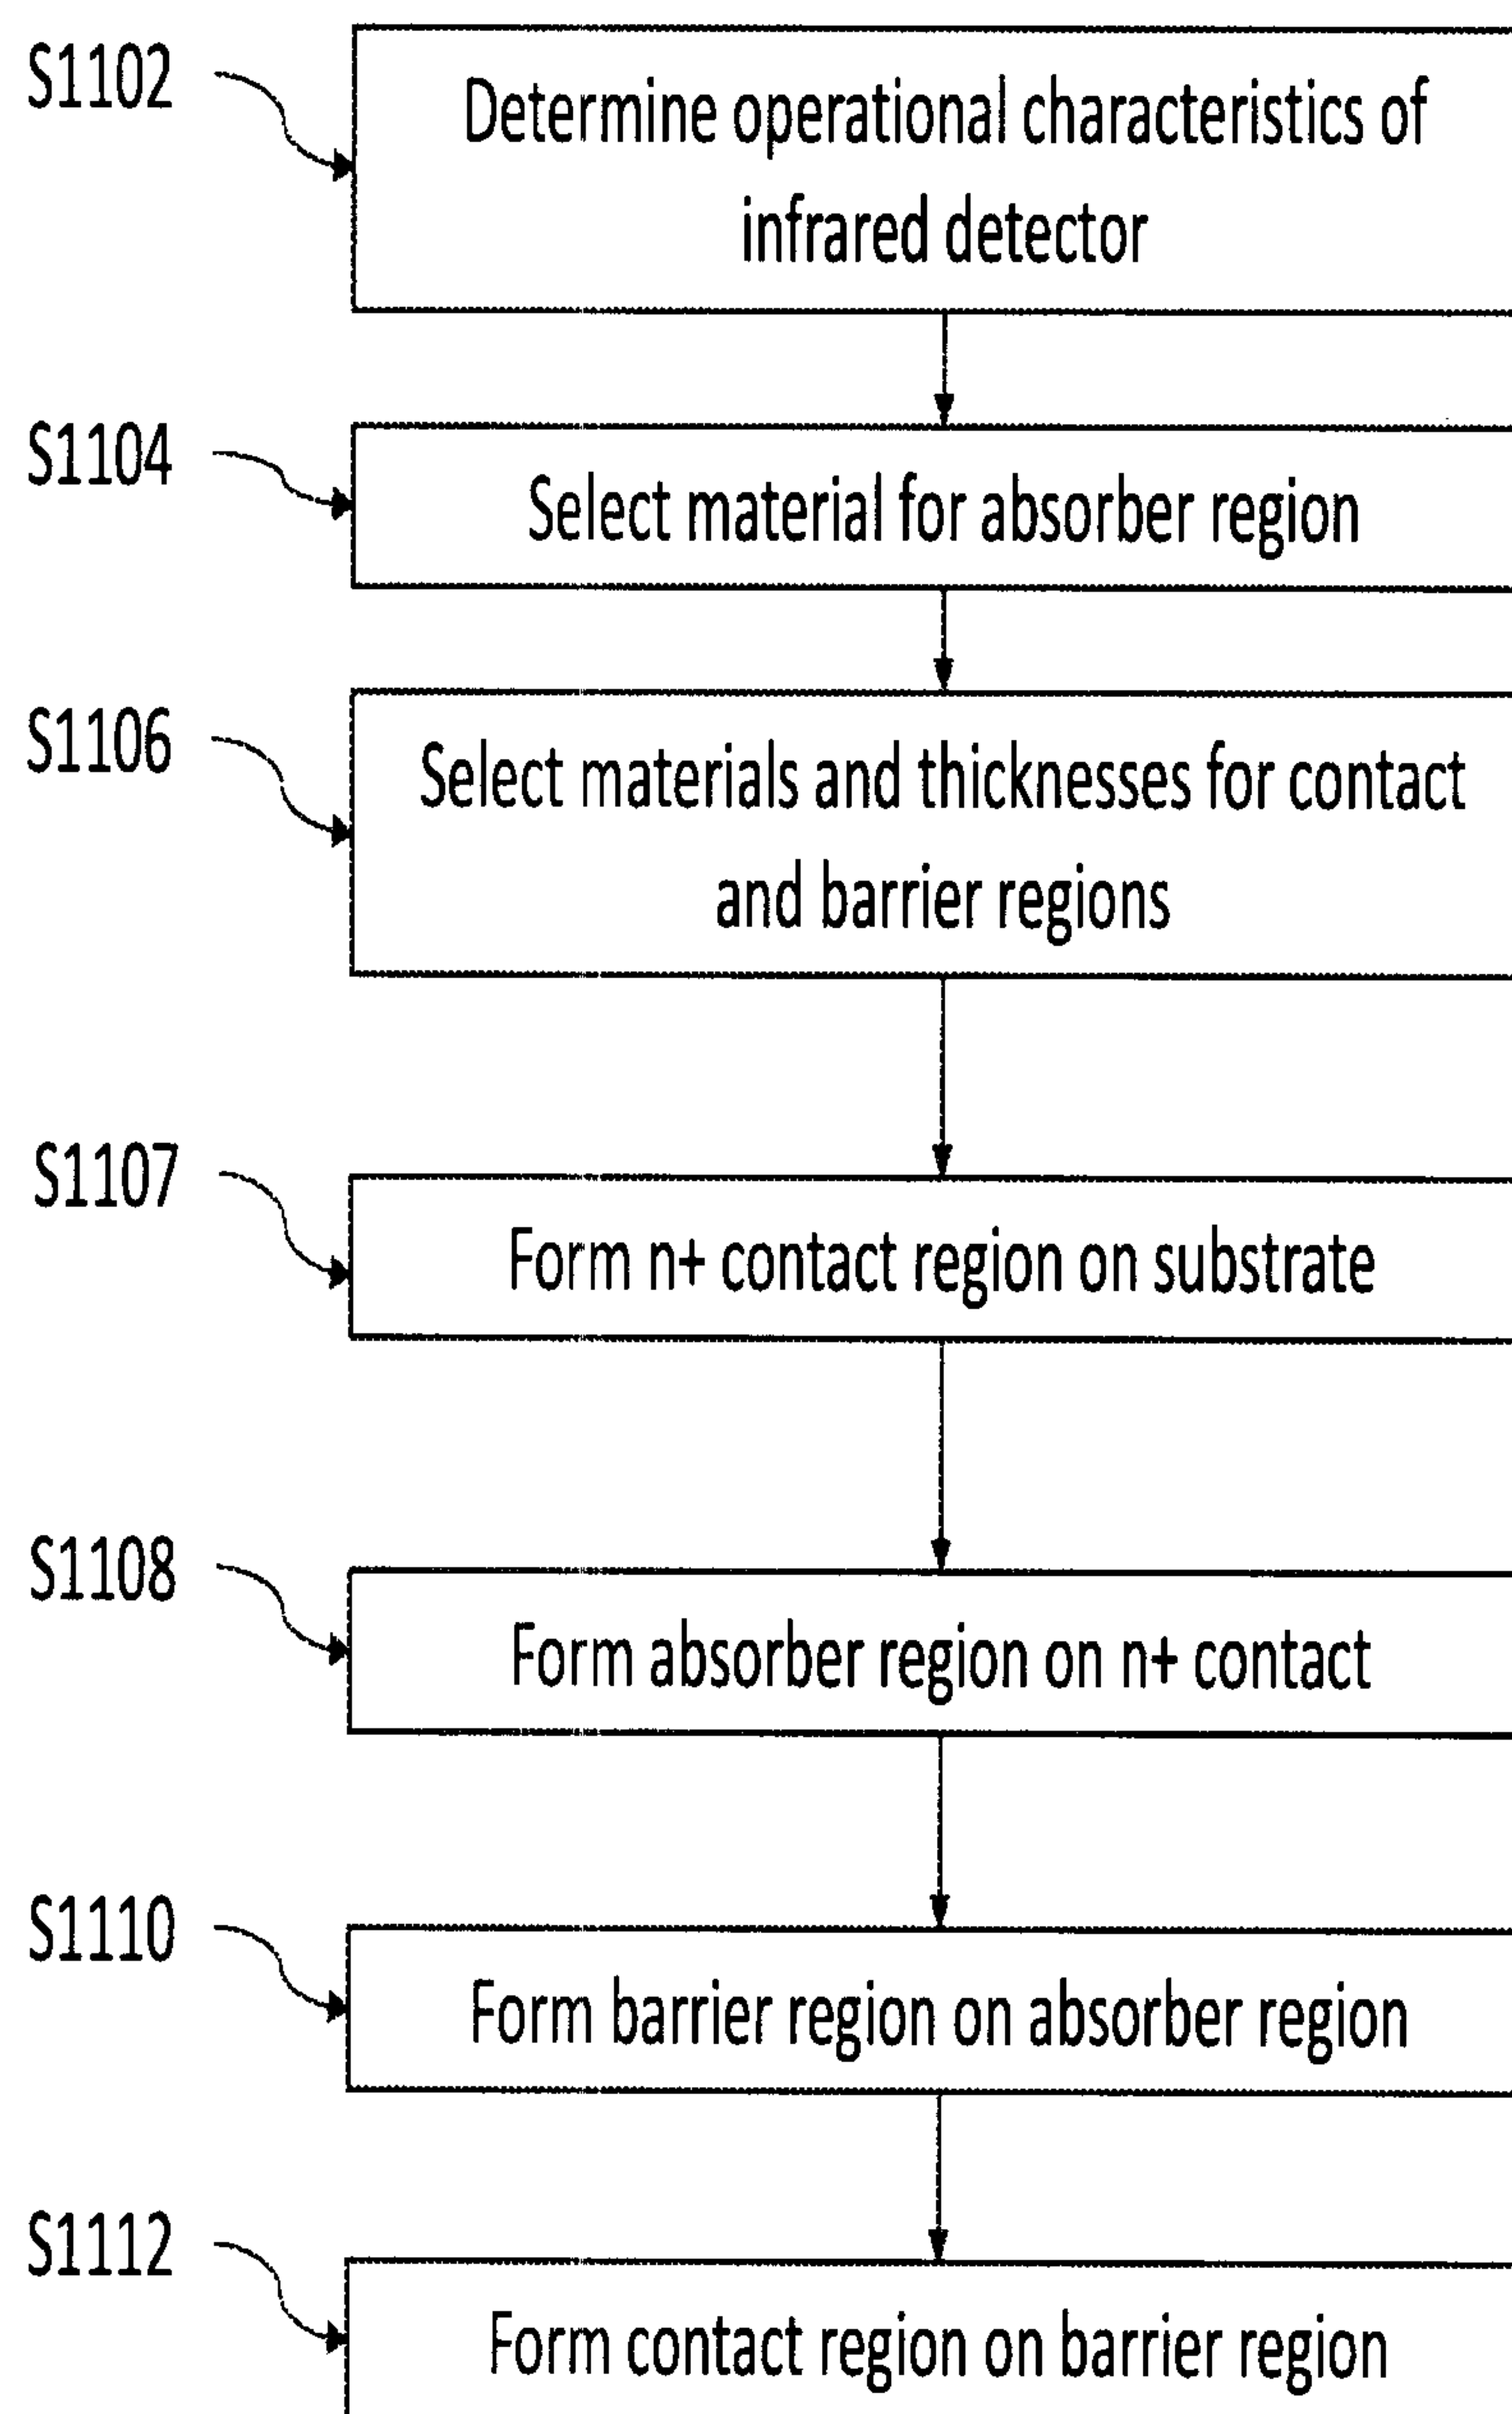 S1102
Determine operational characteristics of
infrared detector
S1104
Select material for absorber region
S1106
Select materials and thicknesses for contact
and barrier regions
S1107
Form n+ contact region on substrate
S1108
Form absorber region on n+ contact
S1110
Form barrier region on absorber region
S1112
Form contact region on barrier region